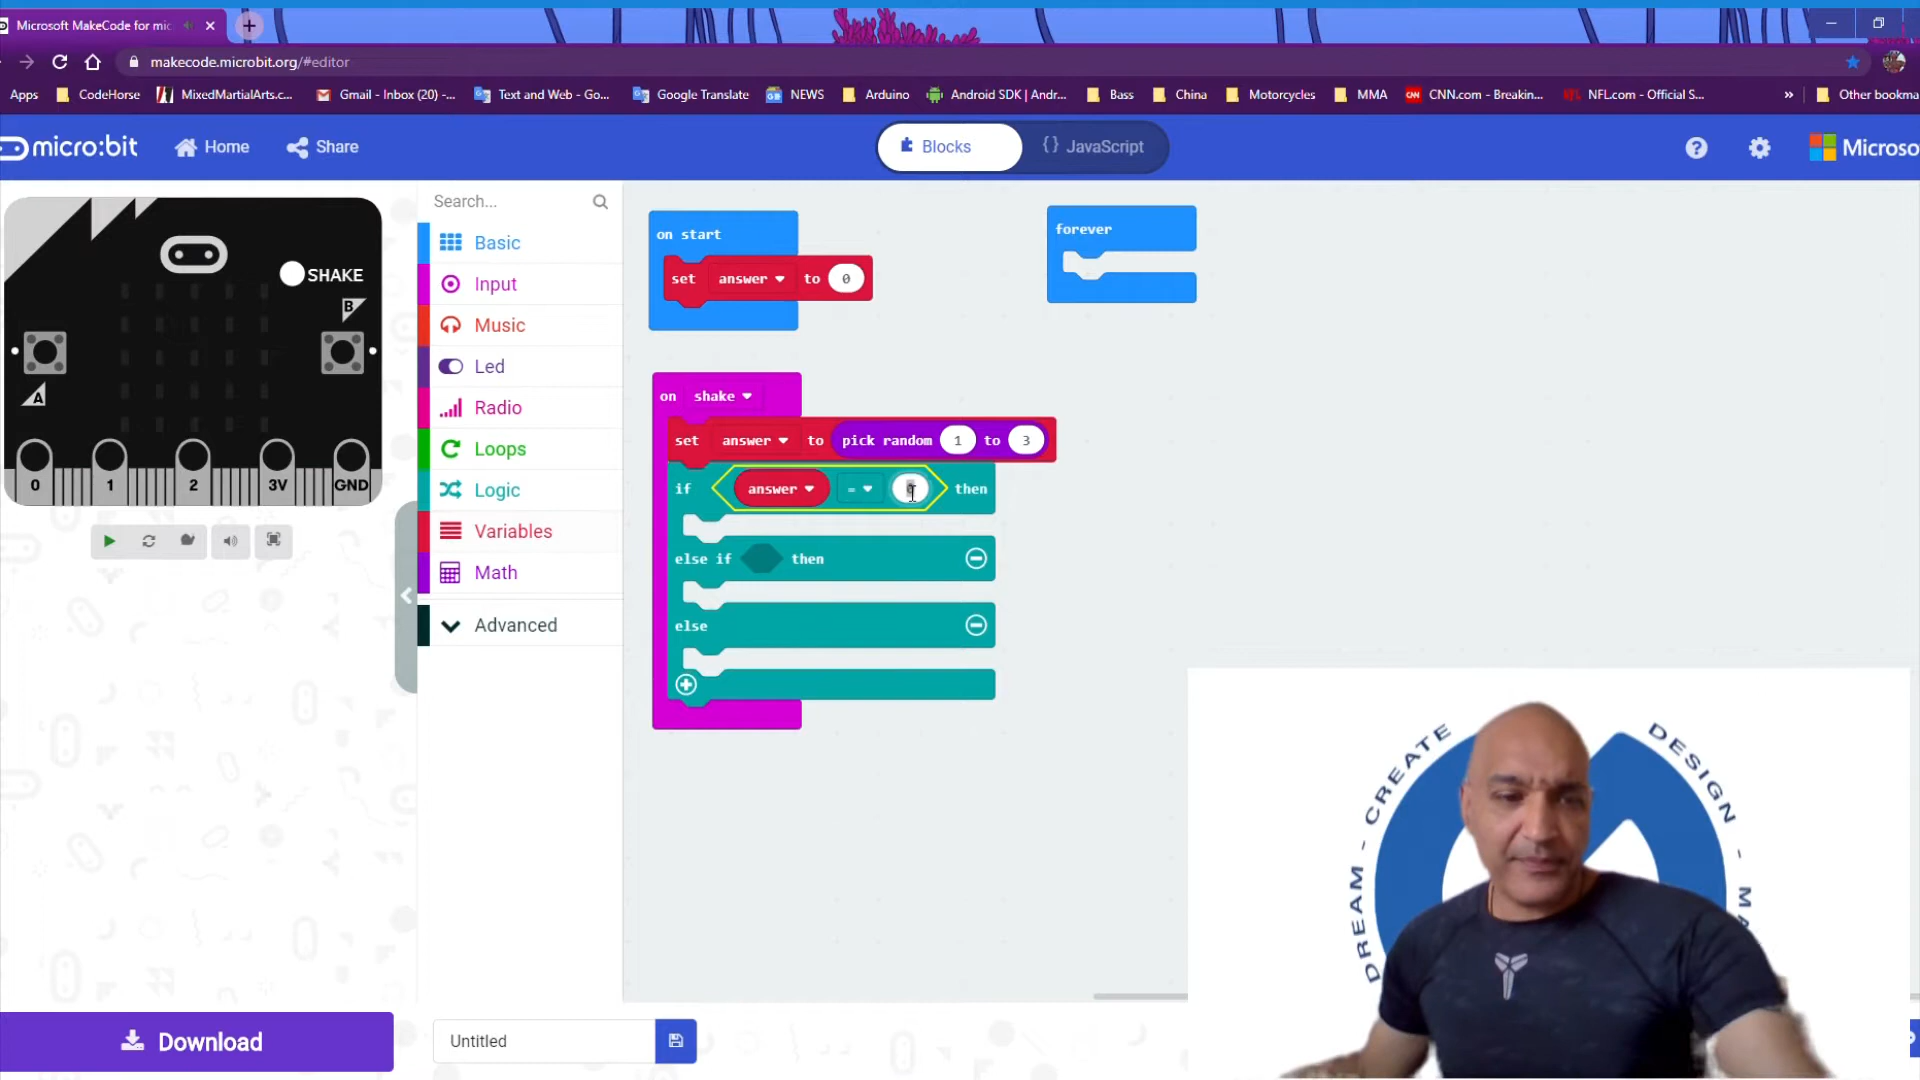 Microsoft MakeCode for mic
makecode.microbit.org/#editor
Apps
CodeHorse
MixedMartialArts.c...
Gmail - Inbox (20) -...
Text and Web - Go...
Google Translate
NEWS
Arduino
Android SDK | Andr...
Bass
China
Motorcycles
MMA
CNN.com - Breakin...
NFL.com - Official S...
»
Other bookma
micro:bit
Home
Share
Blocks
{} JavaScript
?
Microso
Search...
Basic
Input
Music
Led
Radio
Loops
Logic
Variables
Math
Advanced
SHAKE
B
A
0 1 2 3V GND
on start
set answer to 0
forever
on shake
set answer to pick random 1 to 3
if answer = 0 then
else if then
else
Download
Untitled
DREAM - CREATE
DESIGN - MA